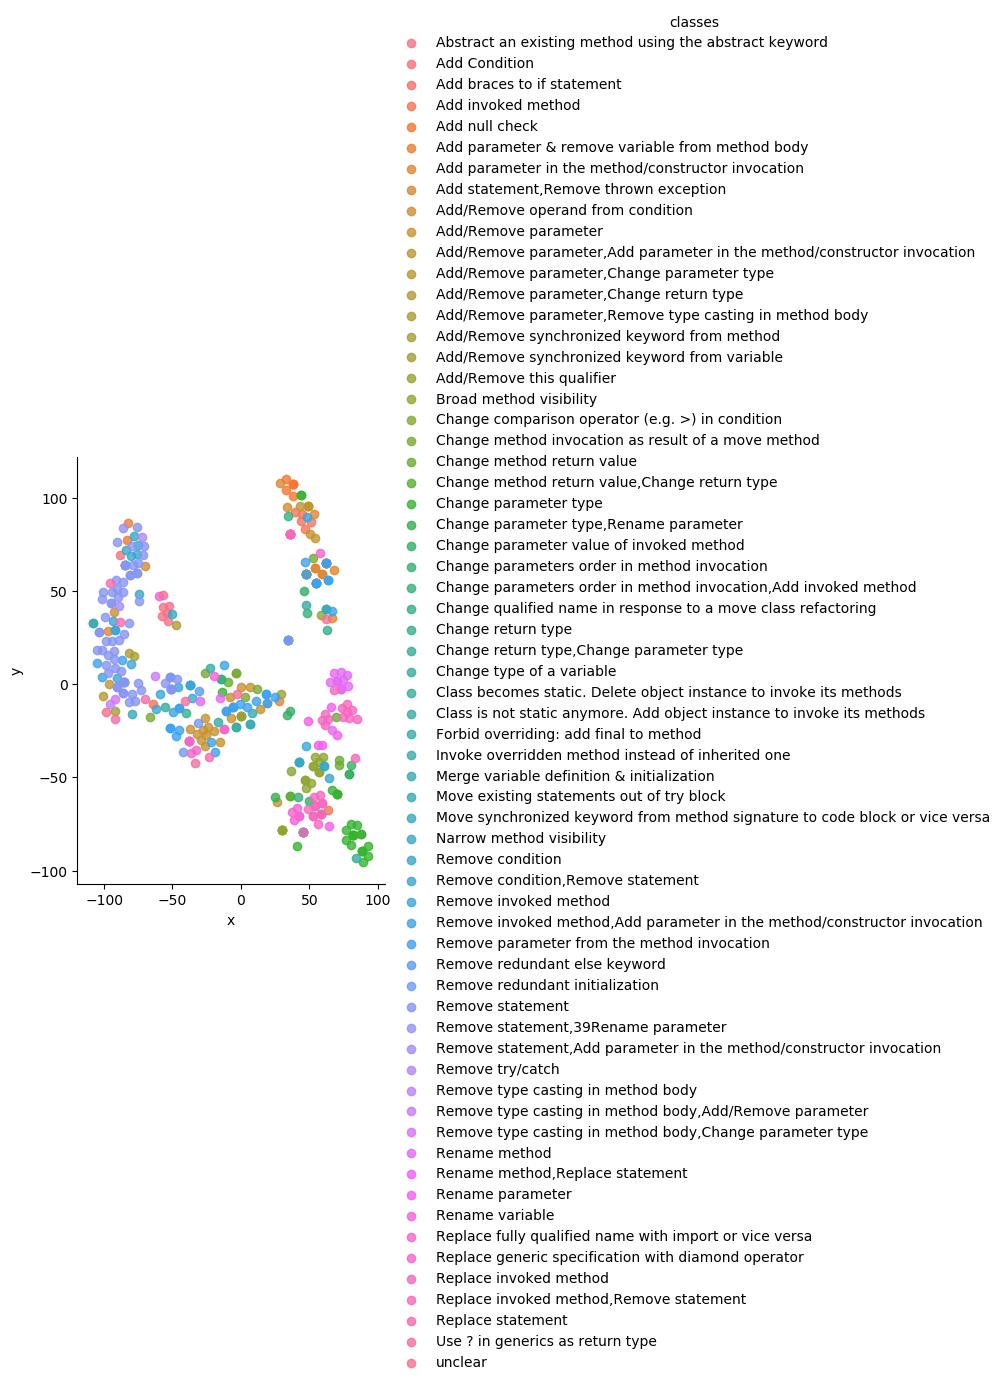 classes
Abstract an existing method using the abstract keyword
Add Condition
Add braces to if statement
Add invoked method
Add null check
Add parameter & remove variable from method body
Add parameter in the method/constructor invocation
Add statement,Remove thrown exception
Add/Remove operand from condition
Add/Remove parameter
Add/Remove parameter,Add parameter in the method/constructor invocation
Add/Remove parameter,Change parameter type
Add/Remove parameter,Change return type
Add/Remove parameter,Remove type casting in method body
Add/Remove synchronized keyword from method
Add/Remove synchronized keyword from variable
Add/Remove this qualifier
Broad method visibility
Change comparison operator (e.g. >) in condition
Change method invocation as result of a move method
Change method return value
Change method return value,Change return type
Change parameter type
Change parameter type,Rename parameter
Change parameter value of invoked method
Change parameters order in method invocation
Change parameters order in method invocation,Add invoked method
Change qualified name in response to a move class refactoring
Change return type
Change return type,Change parameter type
Change type of a variable
Class becomes static. Delete object instance to invoke its methods
Class is not static anymore. Add object instance to invoke its methods
Forbid overriding: add final to method
Invoke overridden method instead of inherited one
Merge variable definition & initialization
Move existing statements out of try block
Move synchronized keyword from method signature to code block or vice versa
Narrow method visibility
Remove condition
Remove condition,Remove statement
Remove invoked method
Remove invoked method,Add parameter in the method/constructor invocation
Remove parameter from the method invocation
Remove redundant else keyword
Remove redundant initialization
Remove statement
Remove statement,39Rename parameter
Remove statement,Add parameter in the method/constructor invocation
Remove try/catch
Remove type casting in method body
Remove type casting in method body,Add/Remove parameter
Remove type casting in method body,Change parameter type
Rename method
Rename method,Replace statement
Rename parameter
Rename variable
Replace fully qualified name with import or vice versa
Replace generic specification with diamond operator
Replace invoked method
Replace invoked method,Remove statement
Replace statement
Use ? in generics as return type
unclear
100
50
0
−50
−100
y
−100 −50 0 50 100
x